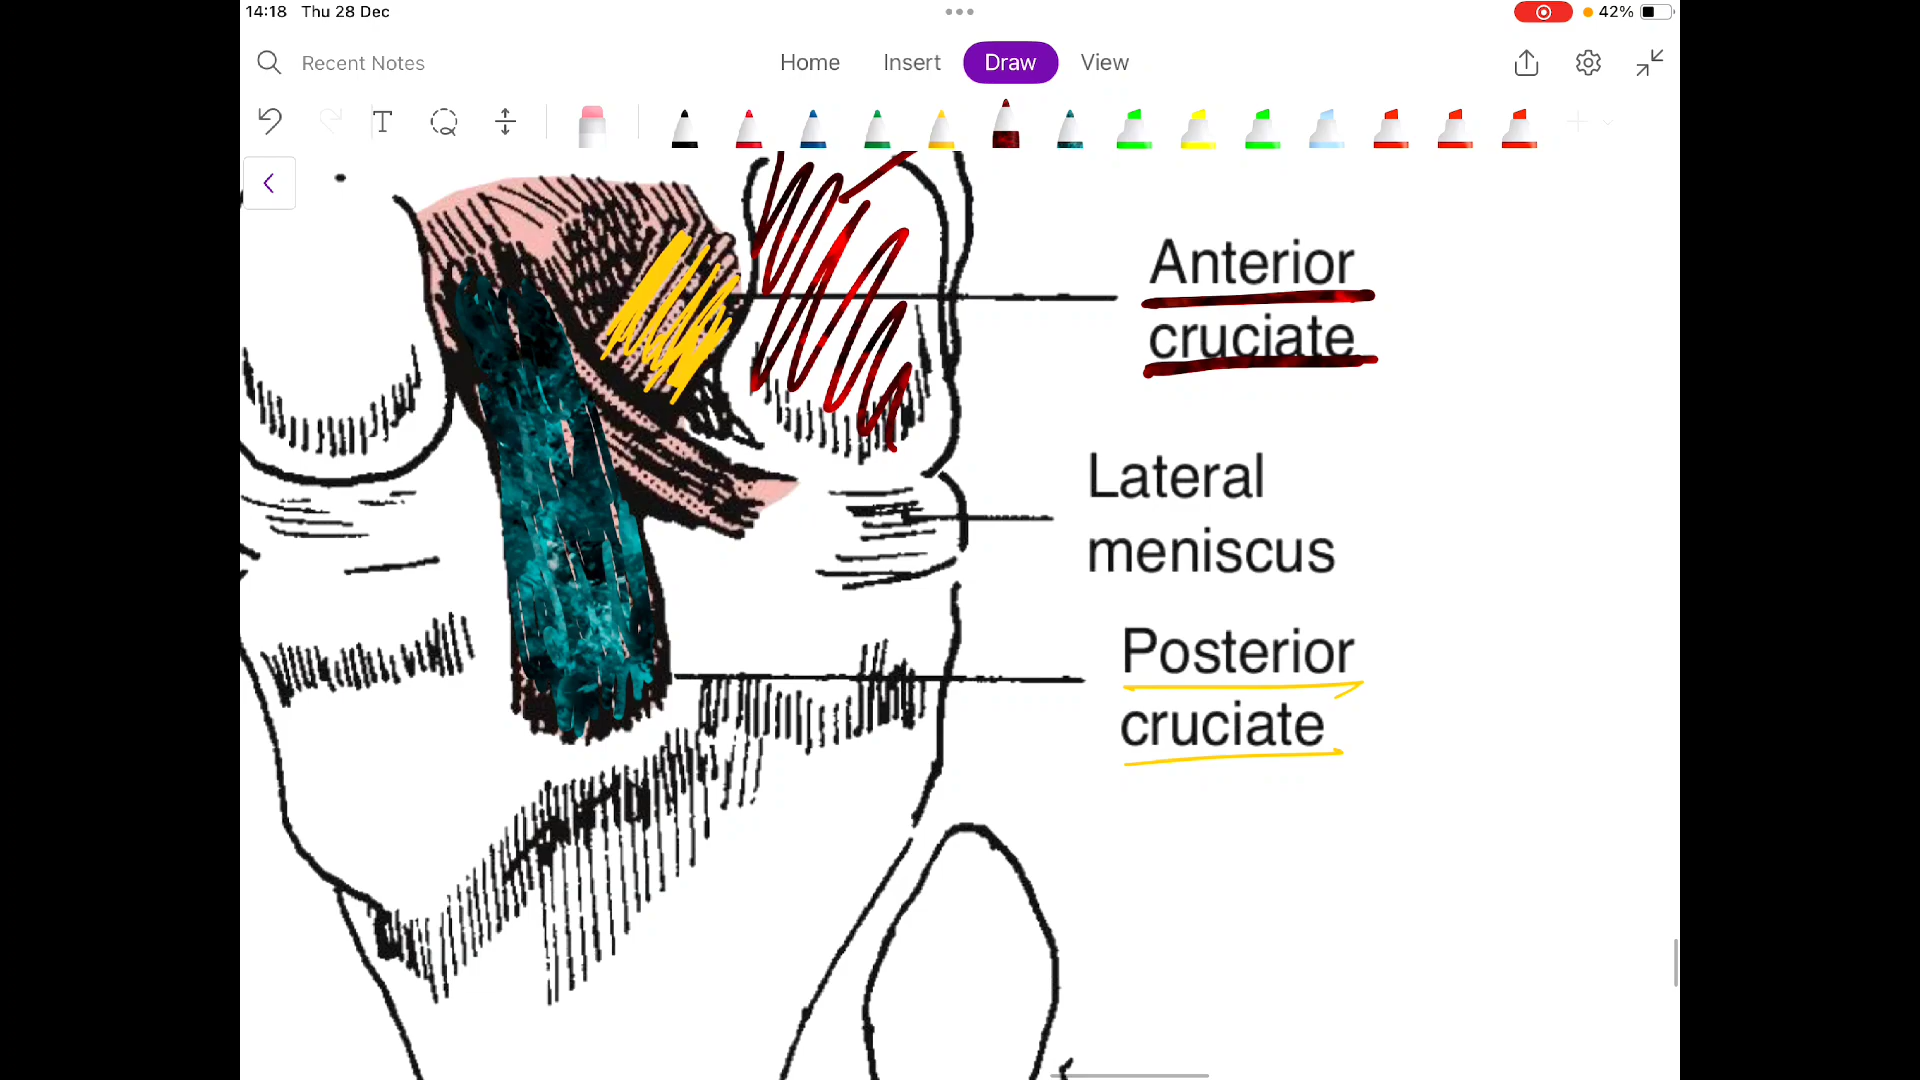 14:18 Thu 28 Dec
42%
Recent Notes
Home Insert Draw View
T
Anterior
cruciate
Lateral
meniscus
Posterior
cruciate